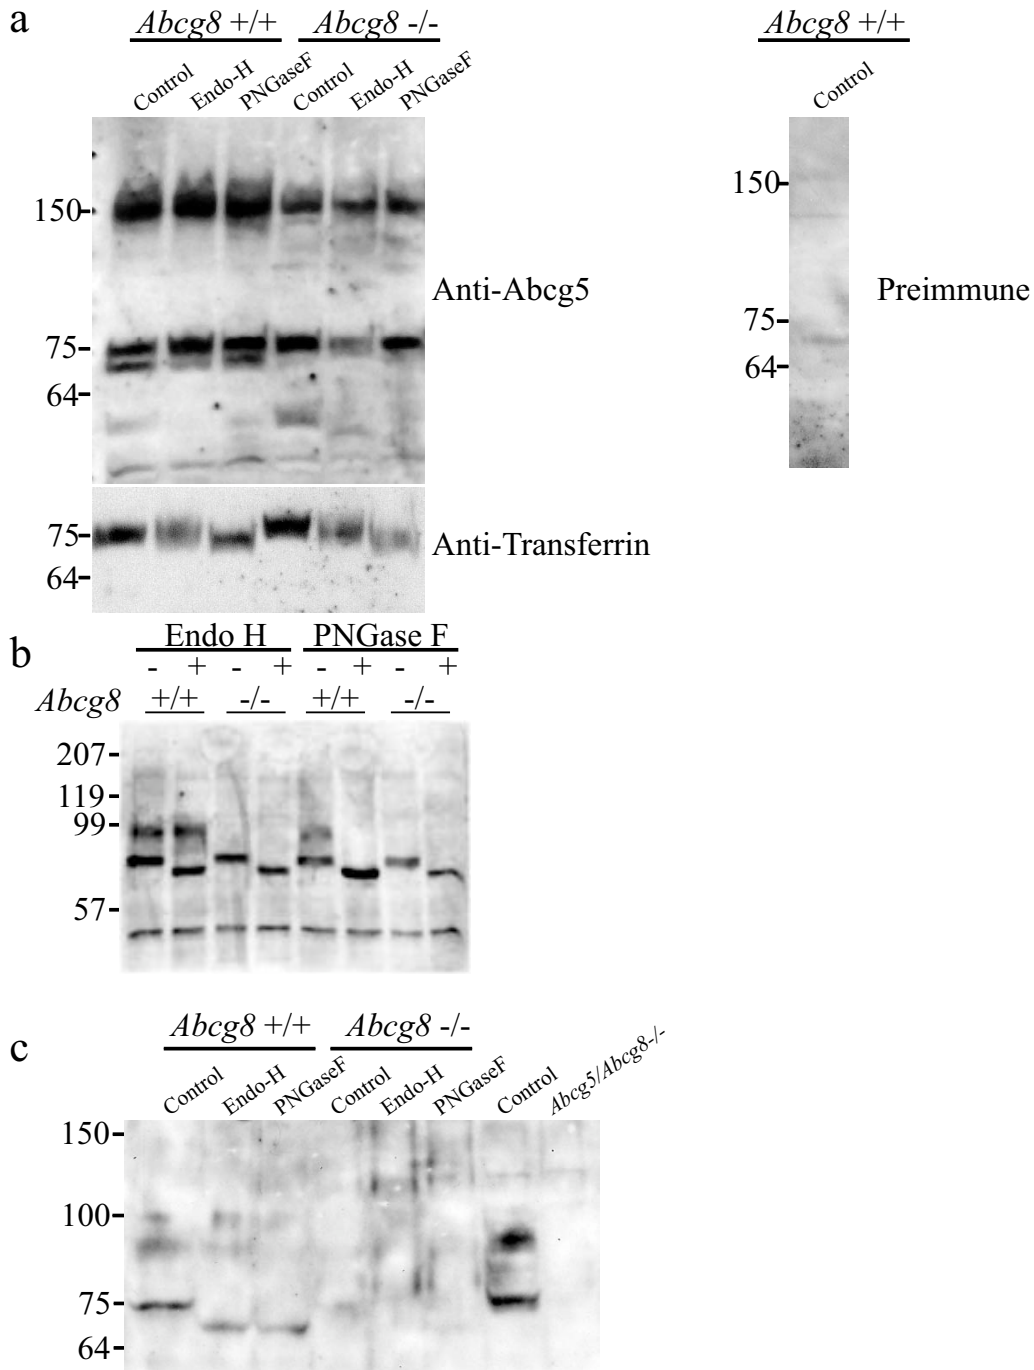 a
Abcg8 +/+ Abcg8 -/- Abcg8 +/+
Control Endo-H PNGaseF Control Endo-H PNGaseF Control
150
75
64
Anti-Abcg5
150
75
64
Preimmune
75
64
Anti-Transferrin
b
Endo H PNGase F
- + - + - + - +
Abcg8 +/+ -/- +/+ -/-
207
119
99
57
c
Abcg8 +/+ Abcg8 -/-
Control Endo-H PNGaseF Control Endo-H PNGaseF Control Abcg5/Abcg8-/-
150
100
75
64